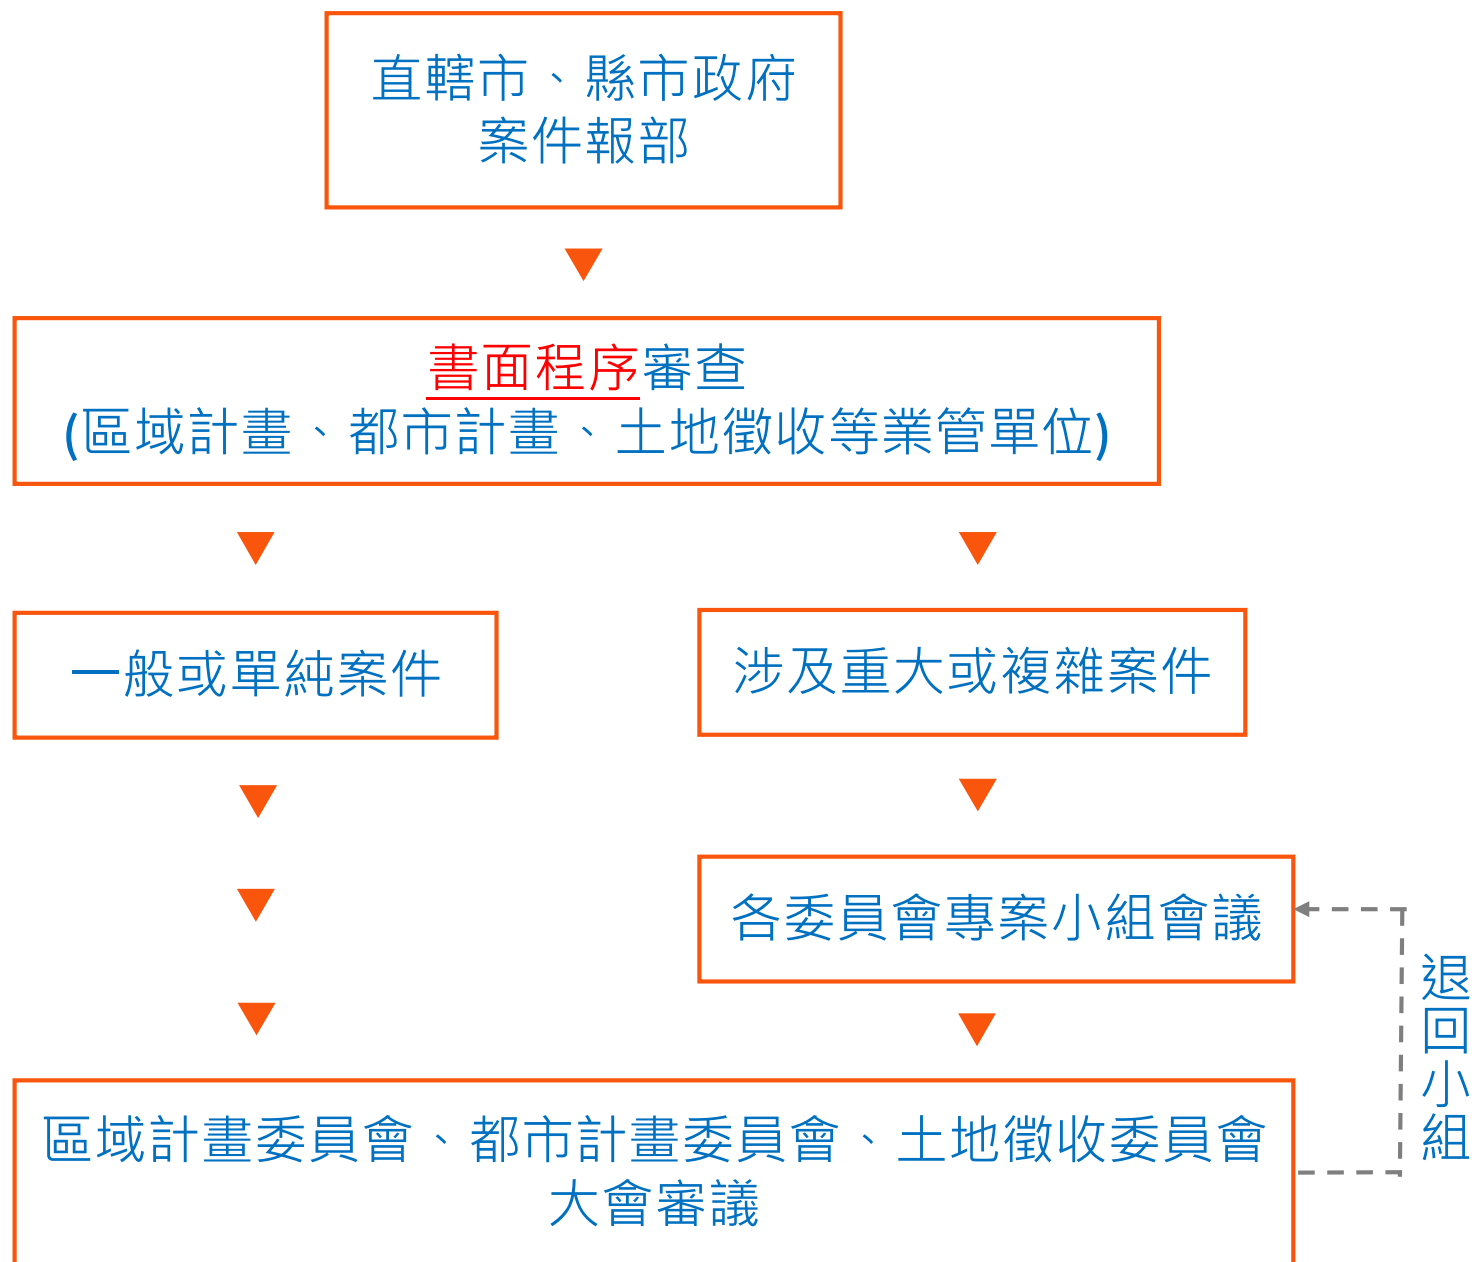 直轄市、縣市政府
案件報部
書面程序審查
(區域計畫、都市計畫、土地徵收等業管單位)
一般或單純案件
涉及重大或複雜案件
各委員會專案小組會議
退回小組
區域計畫委員會、都市計畫委員會、土地徵收委員會
大會審議